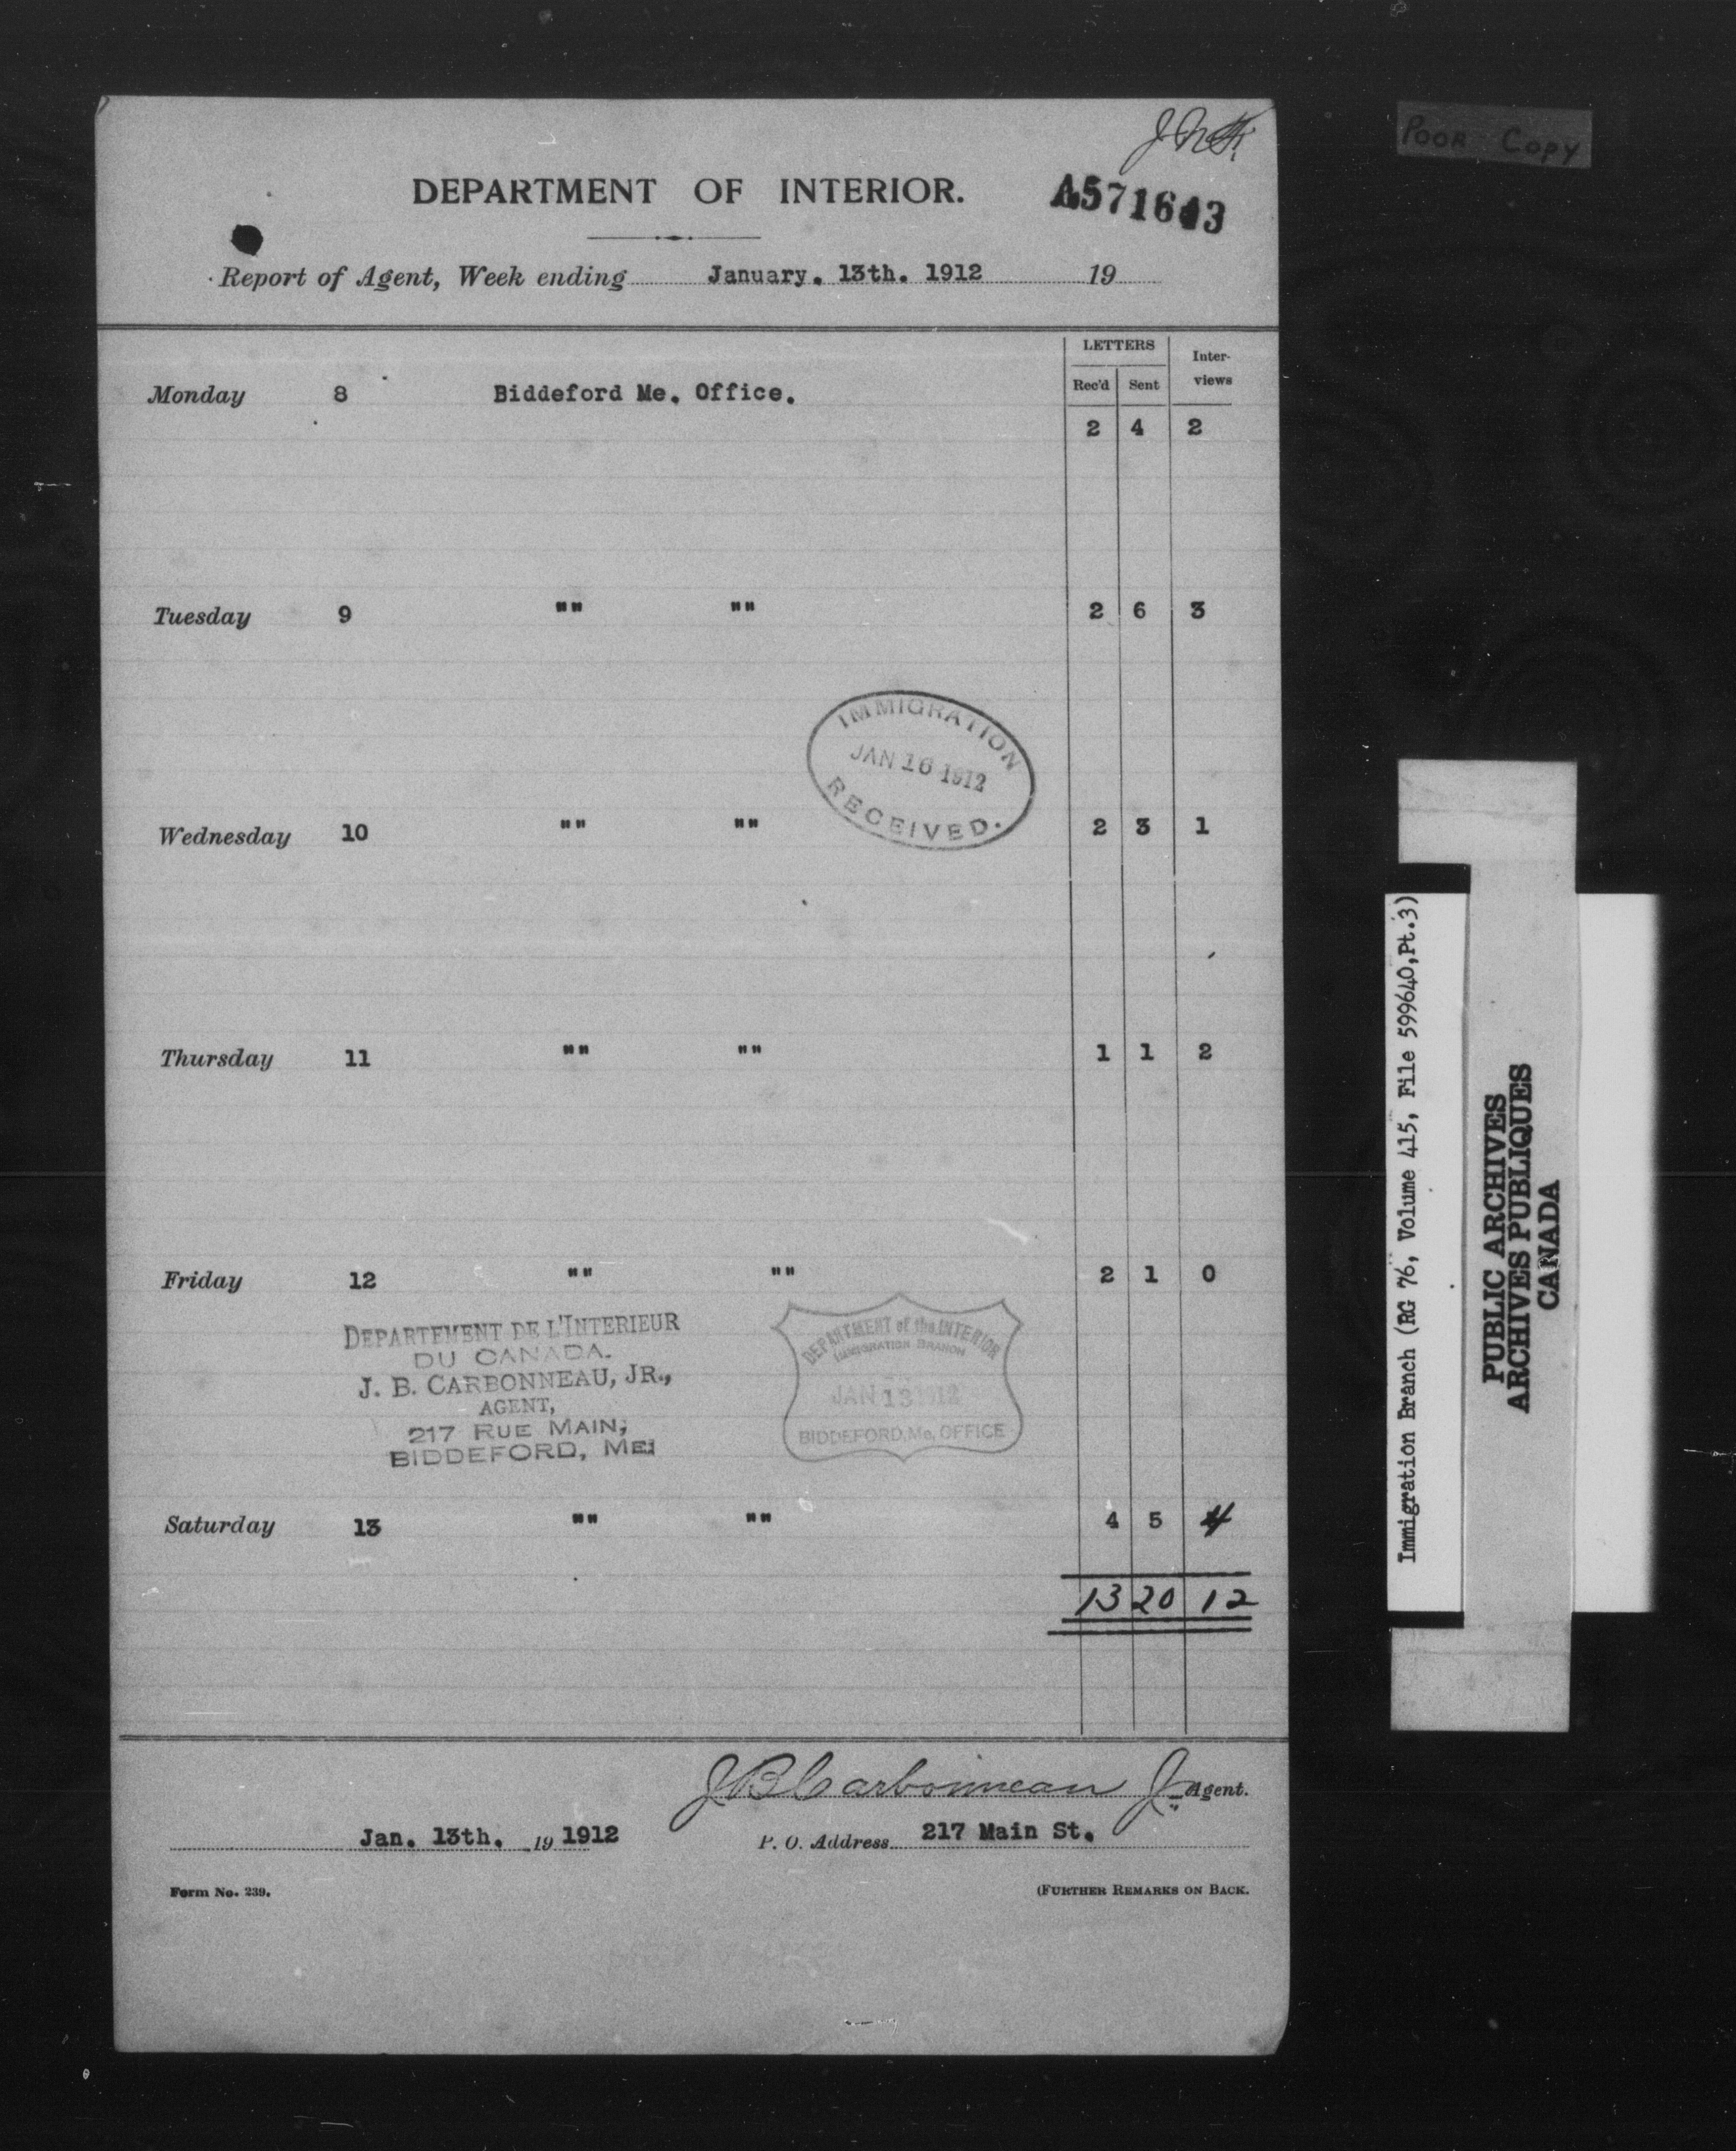 POOR COPY
DEPARTMENT OF INTERIOR.
A571643
Report of Agent, Week ending January. 13th. 1912 19
LETTERS
Inter-
views
Rec'd Sent
Monday 8 Biddeford Me. Office.
2 4 2
Tuesday 9 "" "" 2 6 3
IMMIGRATION
JAN 16 1912
RECEIVED.
Wednesday 10 "" "" 2 3 1
Thursday 11 "" "" 1 1 2
Friday 12 "" "" 2 1 0
DEPARTEMENT DE L'INTERIEUR
DU CANADA.
J. B. CARBONNEAU, JR.,
AGENT,
217 RUE MAIN,
BIDDEFORD, ME.
DEPARTMENT of the INTERIOR
IMMIGRATION BRANCH
JAN 13 1912
BIDDEFORD, Me, OFFICE
Saturday 13 "" "" 4 5 4
13 20 12
J B Carbonneau Jr Agent.
Jan. 13th. 19 1912 P. O. Address 217 Main St.
Form No. 239. (FURTHER REMARKS ON BACK.
Immigration Branch (RG 76, Volume 415, File 599640,Pt.3)
PUBLIC ARCHIVES
ARCHIVES PUBLIQUES
CANADA